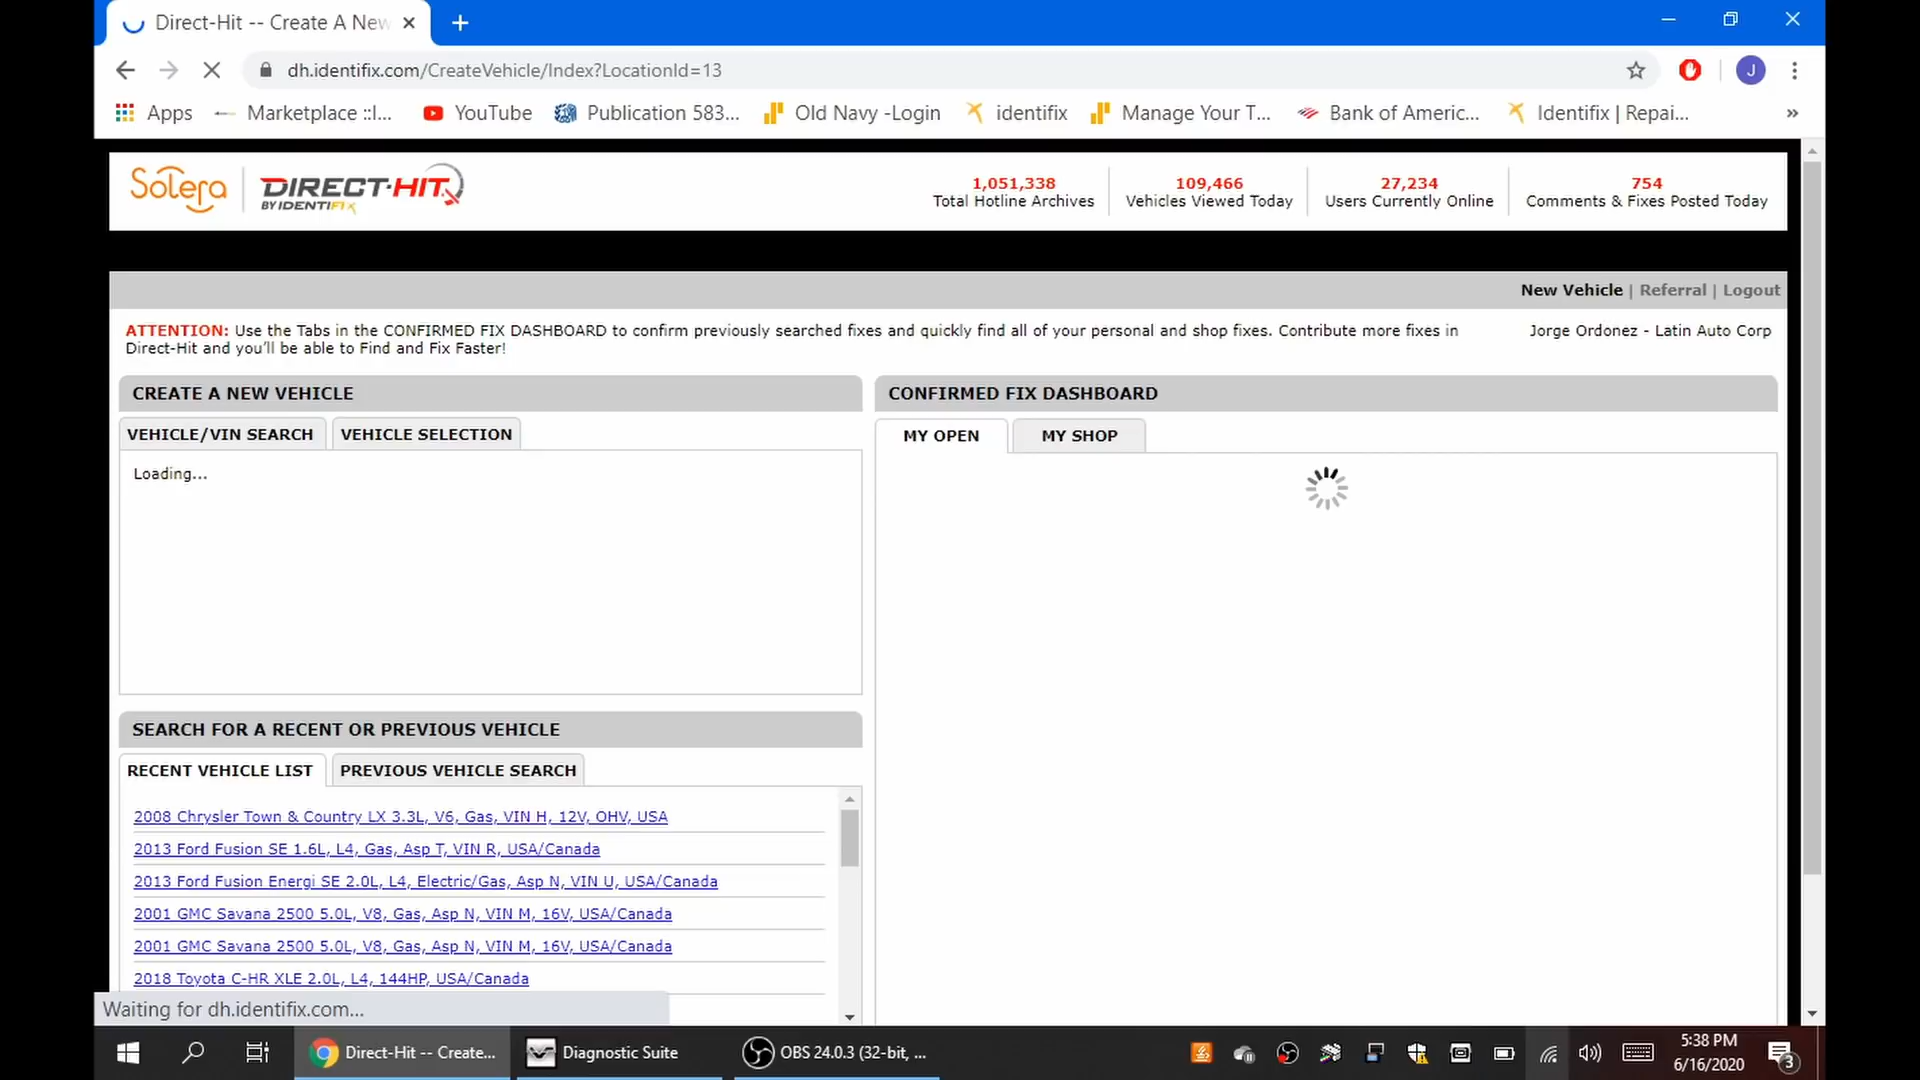 Direct-Hit -- Create A New
dh.identifix.com/CreateVehicle/Index?LocationId=13
J
Apps
Marketplace ::I...
YouTube
Publication 583...
Old Navy -Login
identifix
Manage Your T...
Bank of Americ...
Identifix | Repai...
»
Solera
DIRECT-HIT
BY IDENTIFIX
1,051,338
Total Hotline Archives
109,466
Vehicles Viewed Today
27,234
Users Currently Online
754
Comments & Fixes Posted Today
New Vehicle | Referral | Logout
ATTENTION: Use the Tabs in the CONFIRMED FIX DASHBOARD to confirm previously searched fixes and quickly find all of your personal and shop fixes. Contribute more fixes in
Direct-Hit and you'll be able to Find and Fix Faster!
Jorge Ordonez - Latin Auto Corp
CREATE A NEW VEHICLE
VEHICLE/VIN SEARCH
VEHICLE SELECTION
Loading...
CONFIRMED FIX DASHBOARD
MY OPEN
MY SHOP
SEARCH FOR A RECENT OR PREVIOUS VEHICLE
RECENT VEHICLE LIST
PREVIOUS VEHICLE SEARCH
2008 Chrysler Town & Country LX 3.3L, V6, Gas, VIN H, 12V, OHV, USA
2013 Ford Fusion SE 1.6L, L4, Gas, Asp T, VIN R, USA/Canada
2013 Ford Fusion Energi SE 2.0L, L4, Electric/Gas, Asp N, VIN U, USA/Canada
2001 GMC Savana 2500 5.0L, V8, Gas, Asp N, VIN M, 16V, USA/Canada
2001 GMC Savana 2500 5.0L, V8, Gas, Asp N, VIN M, 16V, USA/Canada
2018 Toyota C-HR XLE 2.0L, L4, 144HP, USA/Canada
Waiting for dh.identifix.com...
Direct-Hit -- Create...
Diagnostic Suite
OBS 24.0.3 (32-bit, ...
5:38 PM
6/16/2020
3